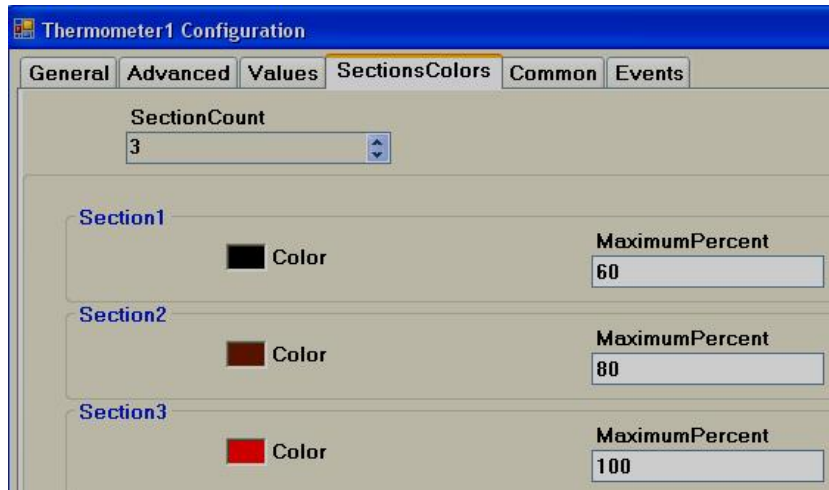 Thermometer1 Configuration
General Advanced Values SectionsColors Common Events
SectionCount
3
Section1
Color
MaximumPercent
60
Section2
Color
MaximumPercent
80
Section3
Color
MaximumPercent
100